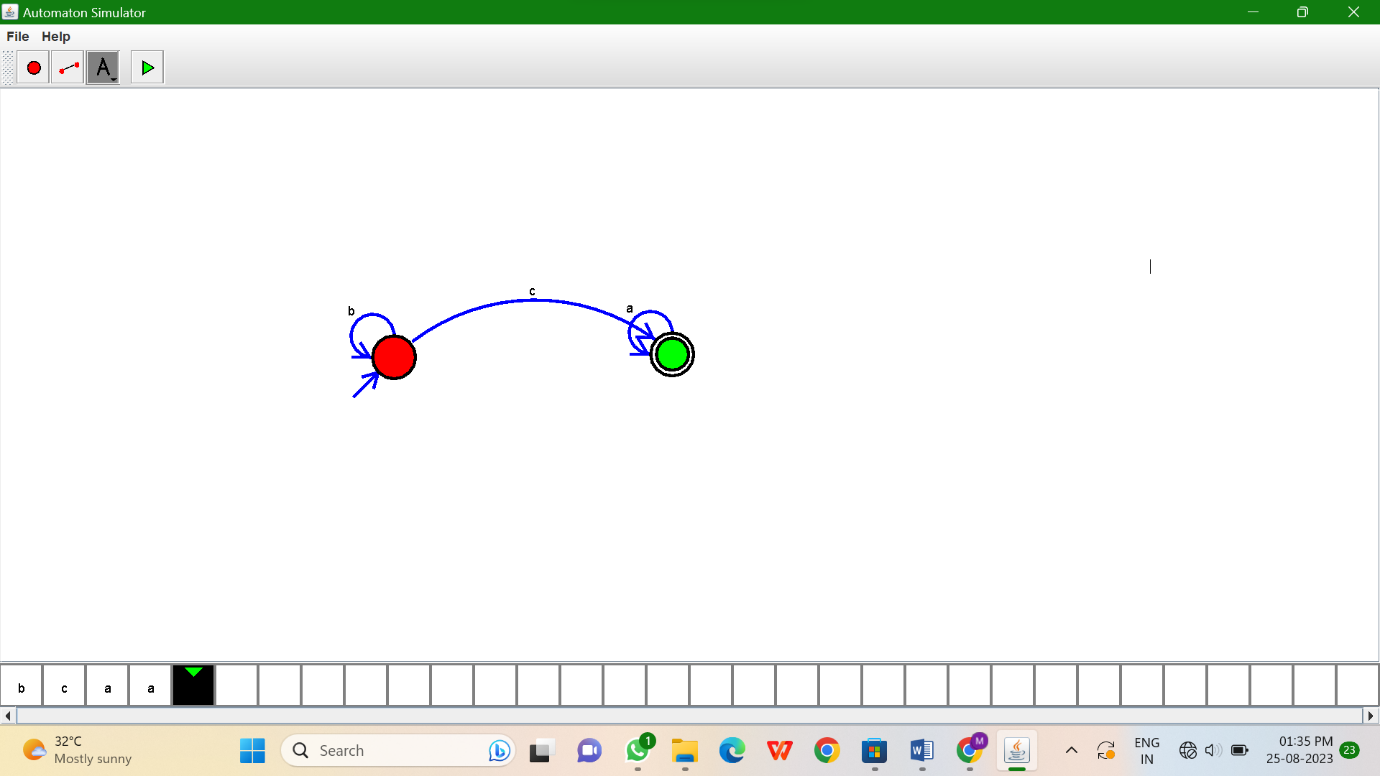 Automaton Simulator
File Help
A
c
b
a
b c a a
32°C
Mostly sunny
Search
1
M
ENG
IN
01:35 PM
25-08-2023
23